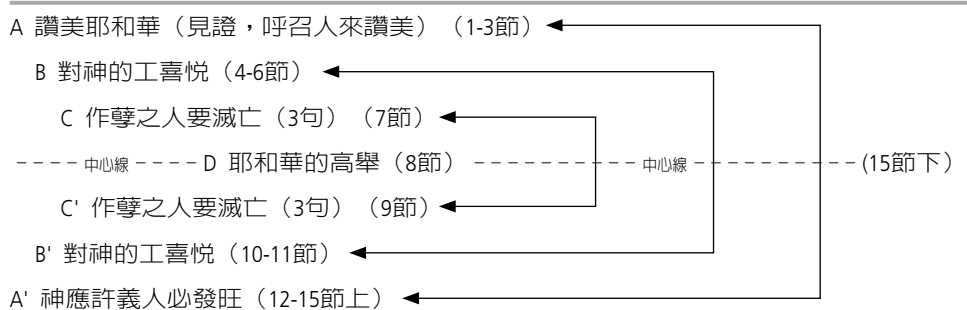 A 讚美耶和華（見證，呼召人來讚美）（1-3節）
B 對神的工喜悅（4-6節）
C 作孽之人要滅亡（3句）（7節）
---- 中心線 ---- D 耶和華的高舉（8節） --------- 中心線 --------- (15節下）
C' 作孽之人要滅亡（3句）（9節）
B' 對神的工喜悅（10-11節）
A' 神應許義人必發旺（12-15節上）